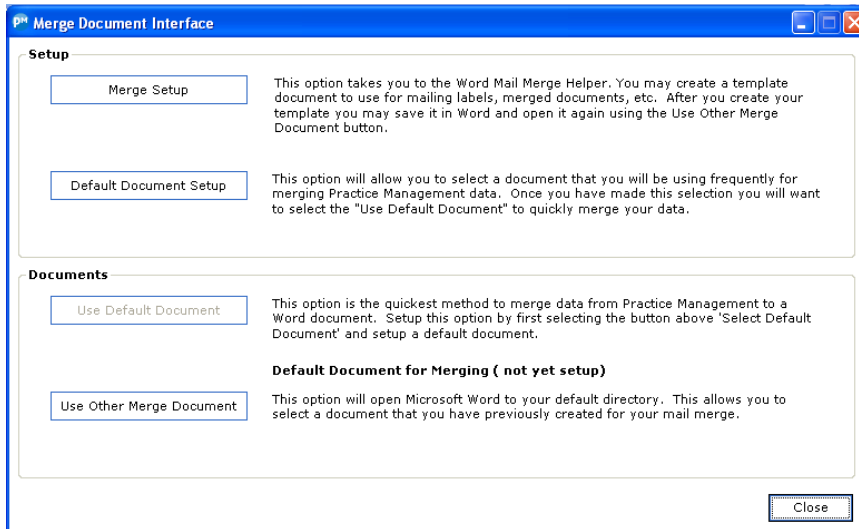 PM Merge Document Interface
Setup
Merge Setup
This option takes you to the Word Mail Merge Helper. You may create a template
document to use for mailing labels, merged documents, etc.  After you create your
template you may save it in Word and open it again using the Use Other Merge
Document button.
Default Document Setup
This option will allow you to select a document that you will be using frequently for
merging Practice Management data.  Once you have made this selection you will want
to select the "Use Default Document" to quickly merge your data.
Documents
Use Default Document
This option is the quickest method to merge data from Practice Management to a
Word document.  Setup this option by first selecting the button above 'Select Default
Document' and setup a default document.
Default Document for Merging ( not yet setup)
Use Other Merge Document
This option will open Microsoft Word to your default directory.  This allows you to
select a document that you have previously created for your mail merge.
Close